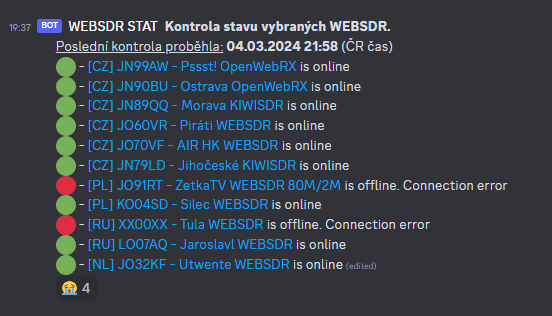 19:37 BOT WEBSDR STAT Kontrola stavu vybraných WEBSDR.
Poslední kontrola proběhla: 04.03.2024 21:58 (ČR čas)
- [CZ] JN99AW - Pssst! OpenWebRX is online
- [CZ] JN90BU - Ostrava OpenWebRX is online
- [CZ] JN89QQ - Morava KIWISDR is online
- [CZ] JO60VR - Piráti WEBSDR is online
- [CZ] JO70VF - AIR HK WEBSDR is online
- [CZ] JN79LD - Jihočeské KIWISDR is online
- [PL] JO91RT - ZetkaTV WEBSDR 80M/2M is offline. Connection error
- [PL] KO04SD - Silec WEBSDR is online
- [RU] XX00XX - Tula WEBSDR is offline. Connection error
- [RU] LO07AQ - Jaroslavl WEBSDR is online
- [NL] JO32KF - Utwente WEBSDR is online (edited)
😭 4